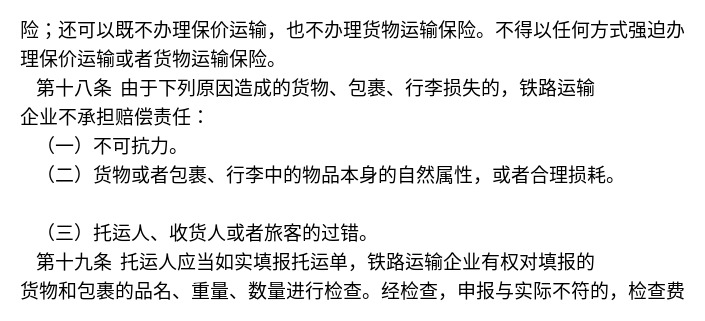 险；还可以既不办理保价运输，也不办理货物运输保险。不得以任何方式强迫办
理保价运输或者货物运输保险。
第十八条 由于下列原因造成的货物、包裹、行李损失的，铁路运输
企业不承担赔偿责任：
（一）不可抗力。
（二）货物或者包裹、行李中的物品本身的自然属性，或者合理损耗。
（三）托运人、收货人或者旅客的过错。
第十九条 托运人应当如实填报托运单，铁路运输企业有权对填报的
货物和包裹的品名、重量、数量进行检查。经检查，申报与实际不符的，检查费